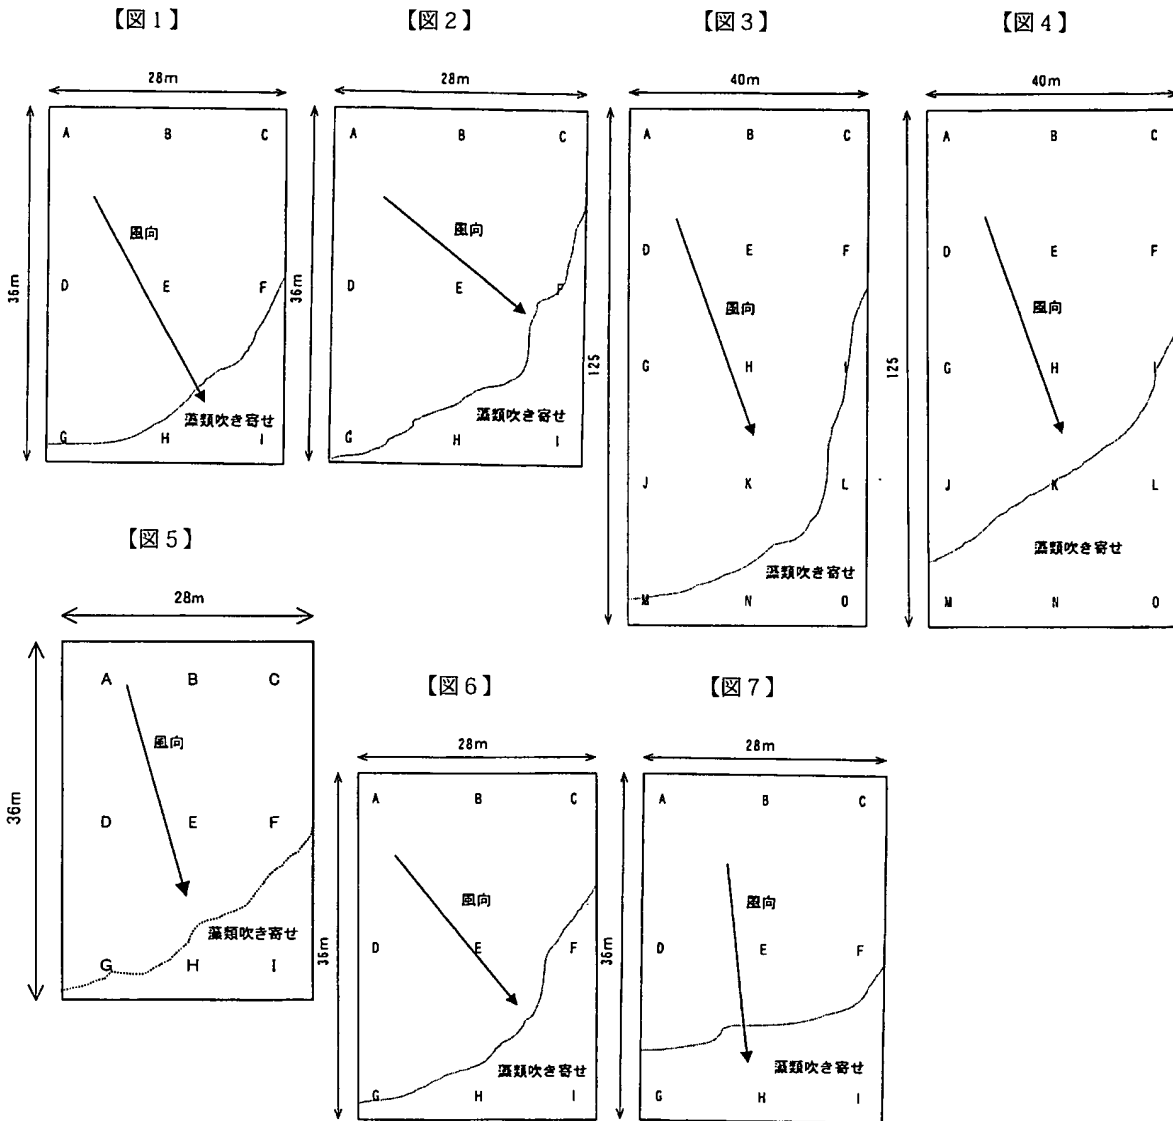 【図1】
28m
36m
A B C
風向
D E F
藻類吹き寄せ
G H I
【図2】
28m
36m
A B C
風向
D E F
藻類吹き寄せ
G H I
【図3】
40m
125
A B C
D E F
風向
G H I
J K L
藻類吹き寄せ
M N O
【図4】
40m
125
A B C
D E F
風向
G H I
J K L
藻類吹き寄せ
M N O
【図5】
28m
36m
A B C
風向
D E F
藻類吹き寄せ
G H I
【図6】
28m
36m
A B C
風向
D E F
藻類吹き寄せ
G H I
【図7】
28m
36m
A B C
風向
D E F
藻類吹き寄せ
G H I